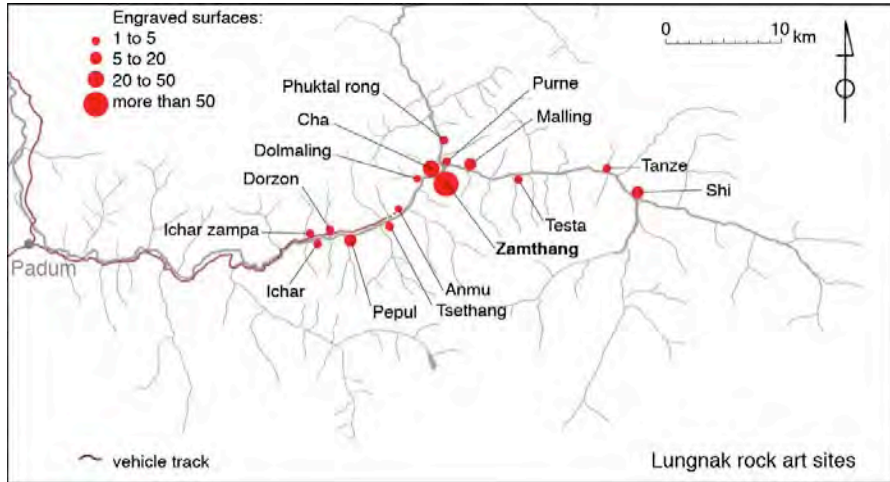 Engraved surfaces:
1 to 5
5 to 20
20 to 50
more than 50
0 10
km
Phuktal rong
Purne
Cha
Malling
Dolmaling
Tanze
Dorzon
Shi
Testa
Ichar zampa
Zamthang
Padum
Ichar
Anmu
Pepul
Tsethang
vehicle track
Lungnak rock art sites